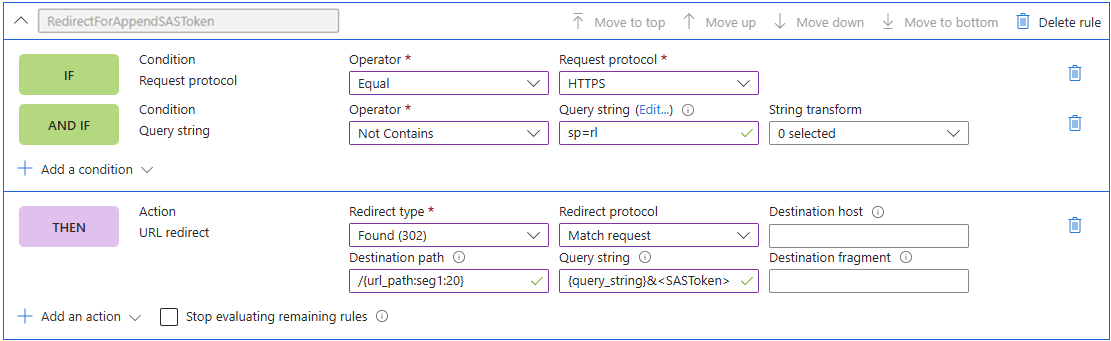 RedirectForAppendSASToken
Move to top Move up Move down Move to bottom Delete rule
IF
Condition
Request protocol
Operator *
Equal
Request protocol *
HTTPS
AND IF
Condition
Query string
Operator *
Not Contains
Query string (Edit...)
sp=rl
String transform
0 selected
Add a condition
THEN
Action
URL redirect
Redirect type *
Found (302)
Redirect protocol
Match request
Destination host
Destination path
/{url_path:seg1:20}
Query string
{query_string}&<SASToken>
Destination fragment
Add an action
Stop evaluating remaining rules